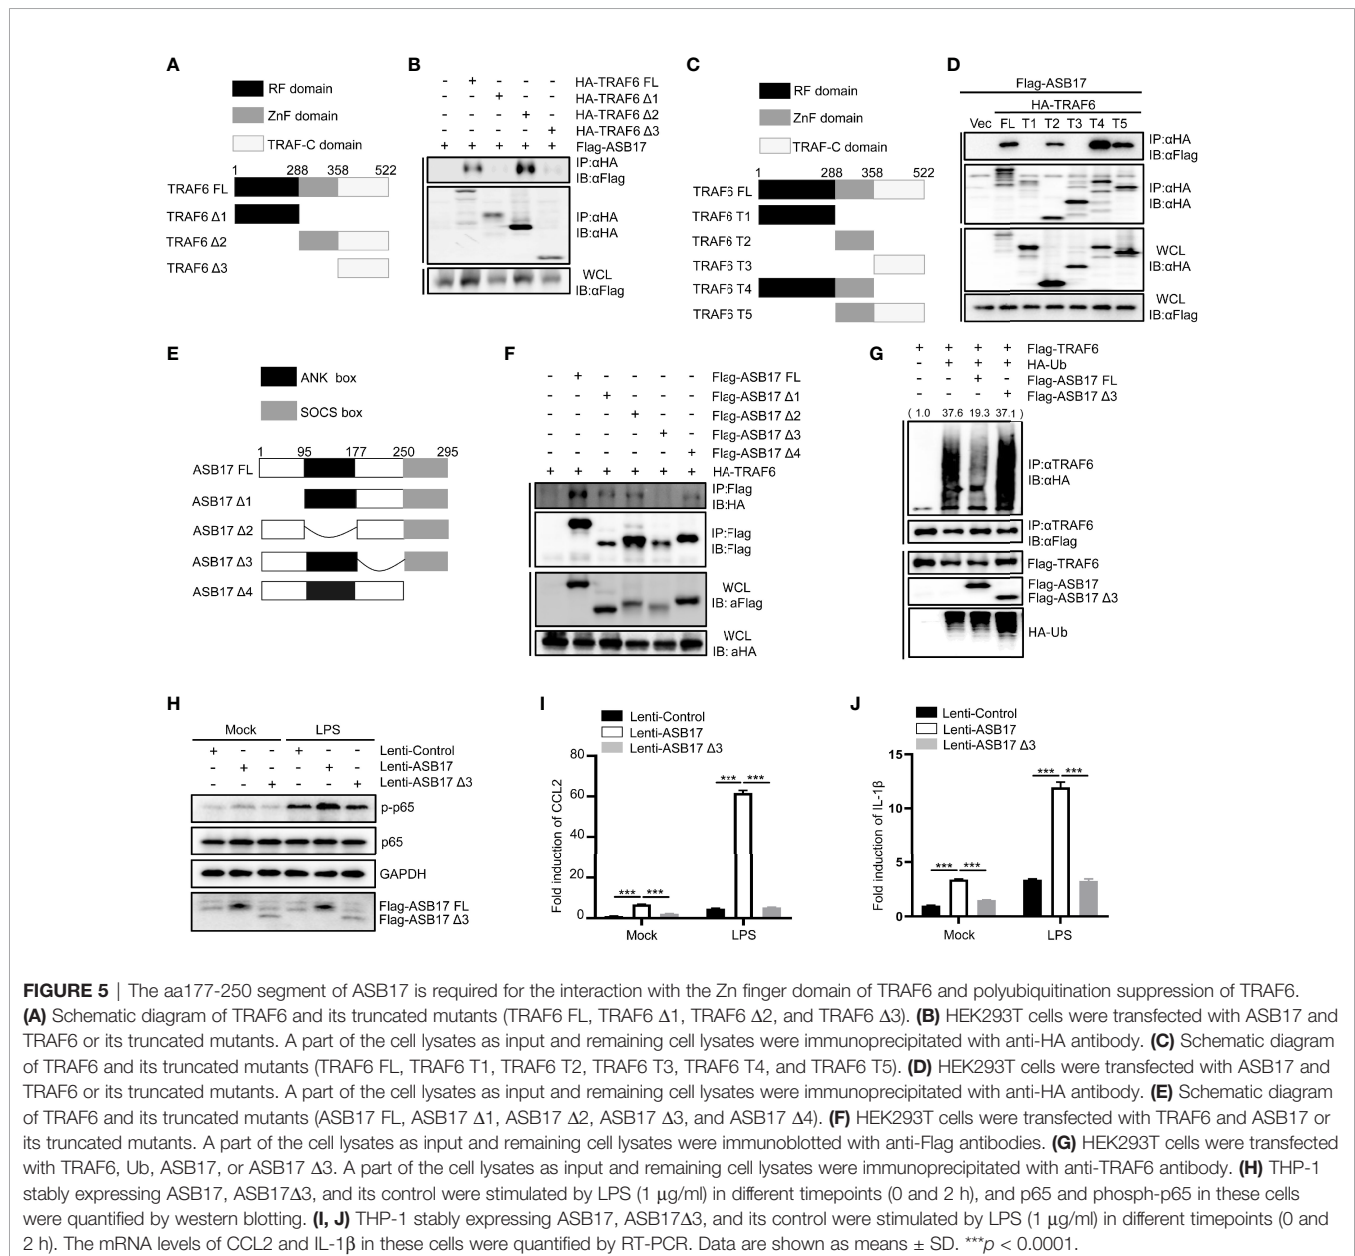 A
RF domain
ZnF domain
TRAF-C domain
1 288 358 522
TRAF6 FL
TRAF6 Δ1
TRAF6 Δ2
TRAF6 Δ3
B
- + - - - HA-TRAF6 FL
- - + - - HA-TRAF6 Δ1
- - - + - HA-TRAF6 Δ2
- - - - + HA-TRAF6 Δ3
+ + + + + Flag-ASB17
IP:αHA
IB:αFlag
IP:αHA
IB:αHA
WCL
IB:αFlag
C
RF domain
ZnF domain
TRAF-C domain
1 288 358 522
TRAF6 FL
TRAF6 T1
TRAF6 T2
TRAF6 T3
TRAF6 T4
TRAF6 T5
D
Flag-ASB17
HA-TRAF6
Vec FL T1 T2 T3 T4 T5
IP:αHA
IB:αFlag
IP:αHA
IB:αHA
WCL
IB:αHA
WCL
IB:αFlag
E
ANK box
SOCS box
1 95 177 250 295
ASB17 FL
ASB17 Δ1
ASB17 Δ2
ASB17 Δ3
ASB17 Δ4
F
- + - - - - Flag-ASB17 FL
- - + - - - Flag-ASB17 Δ1
- - - + - - Flag-ASB17 Δ2
- - - - + - Flag-ASB17 Δ3
- - - - - + Flag-ASB17 Δ4
+ + + + + + HA-TRAF6
IP:Flag
IB:HA
IP:Flag
IB:Flag
WCL
IB: aFlag
WCL
IB: aHA
G
+ + + + Flag-TRAF6
- + + + HA-Ub
- - + - Flag-ASB17 FL
- - - + Flag-ASB17 Δ3
( 1.0 37.6 19.3 37.1 )
IP:αTRAF6
IB:αHA
IP:αTRAF6
IB:αFlag
Flag-TRAF6
Flag-ASB17
Flag-ASB17 Δ3
HA-Ub
H
Mock LPS
+ - - + - - Lenti-Control
- + - - + - Lenti-ASB17
- - + - - + Lenti-ASB17 Δ3
p-p65
p65
GAPDH
Flag-ASB17 FL
Flag-ASB17 Δ3
I
Lenti-Control
Lenti-ASB17
Lenti-ASB17 Δ3
Fold induction of CCL2
80
60
40
20
0
*** *** *** ***
Mock LPS
J
Lenti-Control
Lenti-ASB17
Lenti-ASB17 Δ3
Fold induction of IL-1β
15
10
5
0
*** *** *** ***
Mock LPS
FIGURE 5 | The aa177-250 segment of ASB17 is required for the interaction with the Zn finger domain of TRAF6 and polyubiquitination suppression of TRAF6.
(A) Schematic diagram of TRAF6 and its truncated mutants (TRAF6 FL, TRAF6 Δ1, TRAF6 Δ2, and TRAF6 Δ3). (B) HEK293T cells were transfected with ASB17 and
TRAF6 or its truncated mutants. A part of the cell lysates as input and remaining cell lysates were immunoprecipitated with anti-HA antibody. (C) Schematic diagram
of TRAF6 and its truncated mutants (TRAF6 FL, TRAF6 T1, TRAF6 T2, TRAF6 T3, TRAF6 T4, and TRAF6 T5). (D) HEK293T cells were transfected with ASB17 and
TRAF6 or its truncated mutants. A part of the cell lysates as input and remaining cell lysates were immunoprecipitated with anti-HA antibody. (E) Schematic diagram
of TRAF6 and its truncated mutants (ASB17 FL, ASB17 Δ1, ASB17 Δ2, ASB17 Δ3, and ASB17 Δ4). (F) HEK293T cells were transfected with TRAF6 and ASB17 or
its truncated mutants. A part of the cell lysates as input and remaining cell lysates were immunoblotted with anti-Flag antibodies. (G) HEK293T cells were transfected
with TRAF6, Ub, ASB17, or ASB17 Δ3. A part of the cell lysates as input and remaining cell lysates were immunoprecipitated with anti-TRAF6 antibody. (H) THP-1
stably expressing ASB17, ASB17Δ3, and its control were stimulated by LPS (1 μg/ml) in different timepoints (0 and 2 h), and p65 and phosph-p65 in these cells
were quantified by western blotting. (I, J) THP-1 stably expressing ASB17, ASB17Δ3, and its control were stimulated by LPS (1 μg/ml) in different timepoints (0 and
2 h). The mRNA levels of CCL2 and IL-1β in these cells were quantified by RT-PCR. Data are shown as means ± SD. ***p < 0.0001.